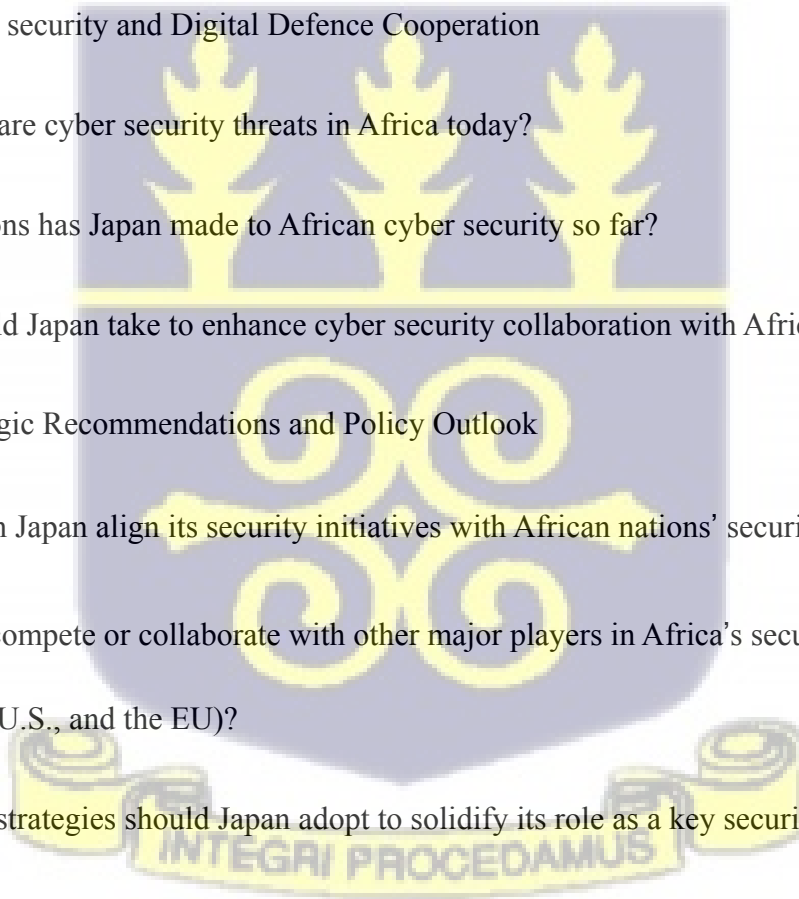 security and Digital Defence Cooperation
are cyber security threats in Africa today?
ons has Japan made to African cyber security so far?
ld Japan take to enhance cyber security collaboration with Afric
gic Recommendations and Policy Outlook
n Japan align its security initiatives with African nations’ securi
compete or collaborate with other major players in Africa’s secu
U.S., and the EU)?
strategies should Japan adopt to solidify its role as a key securi
INTEGRI PROCEDAMUS